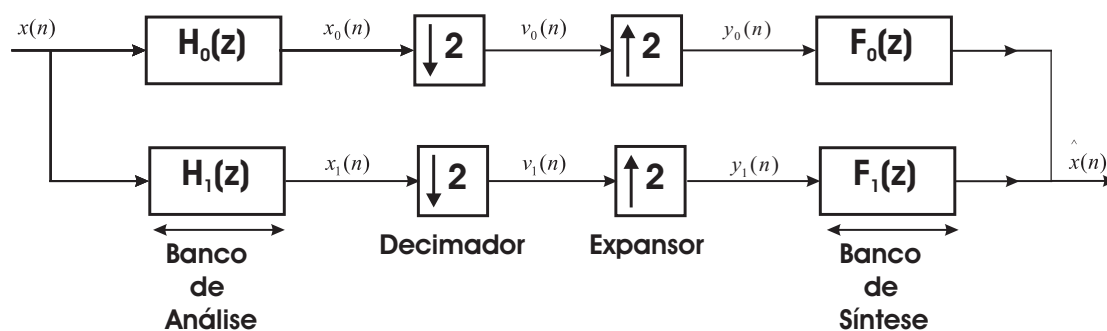 x(n) H₀(z) x₀(n) ↓2 v₀(n) ↑2 y₀(n) F₀(z)
H₁(z) x₁(n) ↓2 v₁(n) ↑2 y₁(n) F₁(z) x̂(n)
Banco Decimador Expansor Banco
de de
Análise Síntese